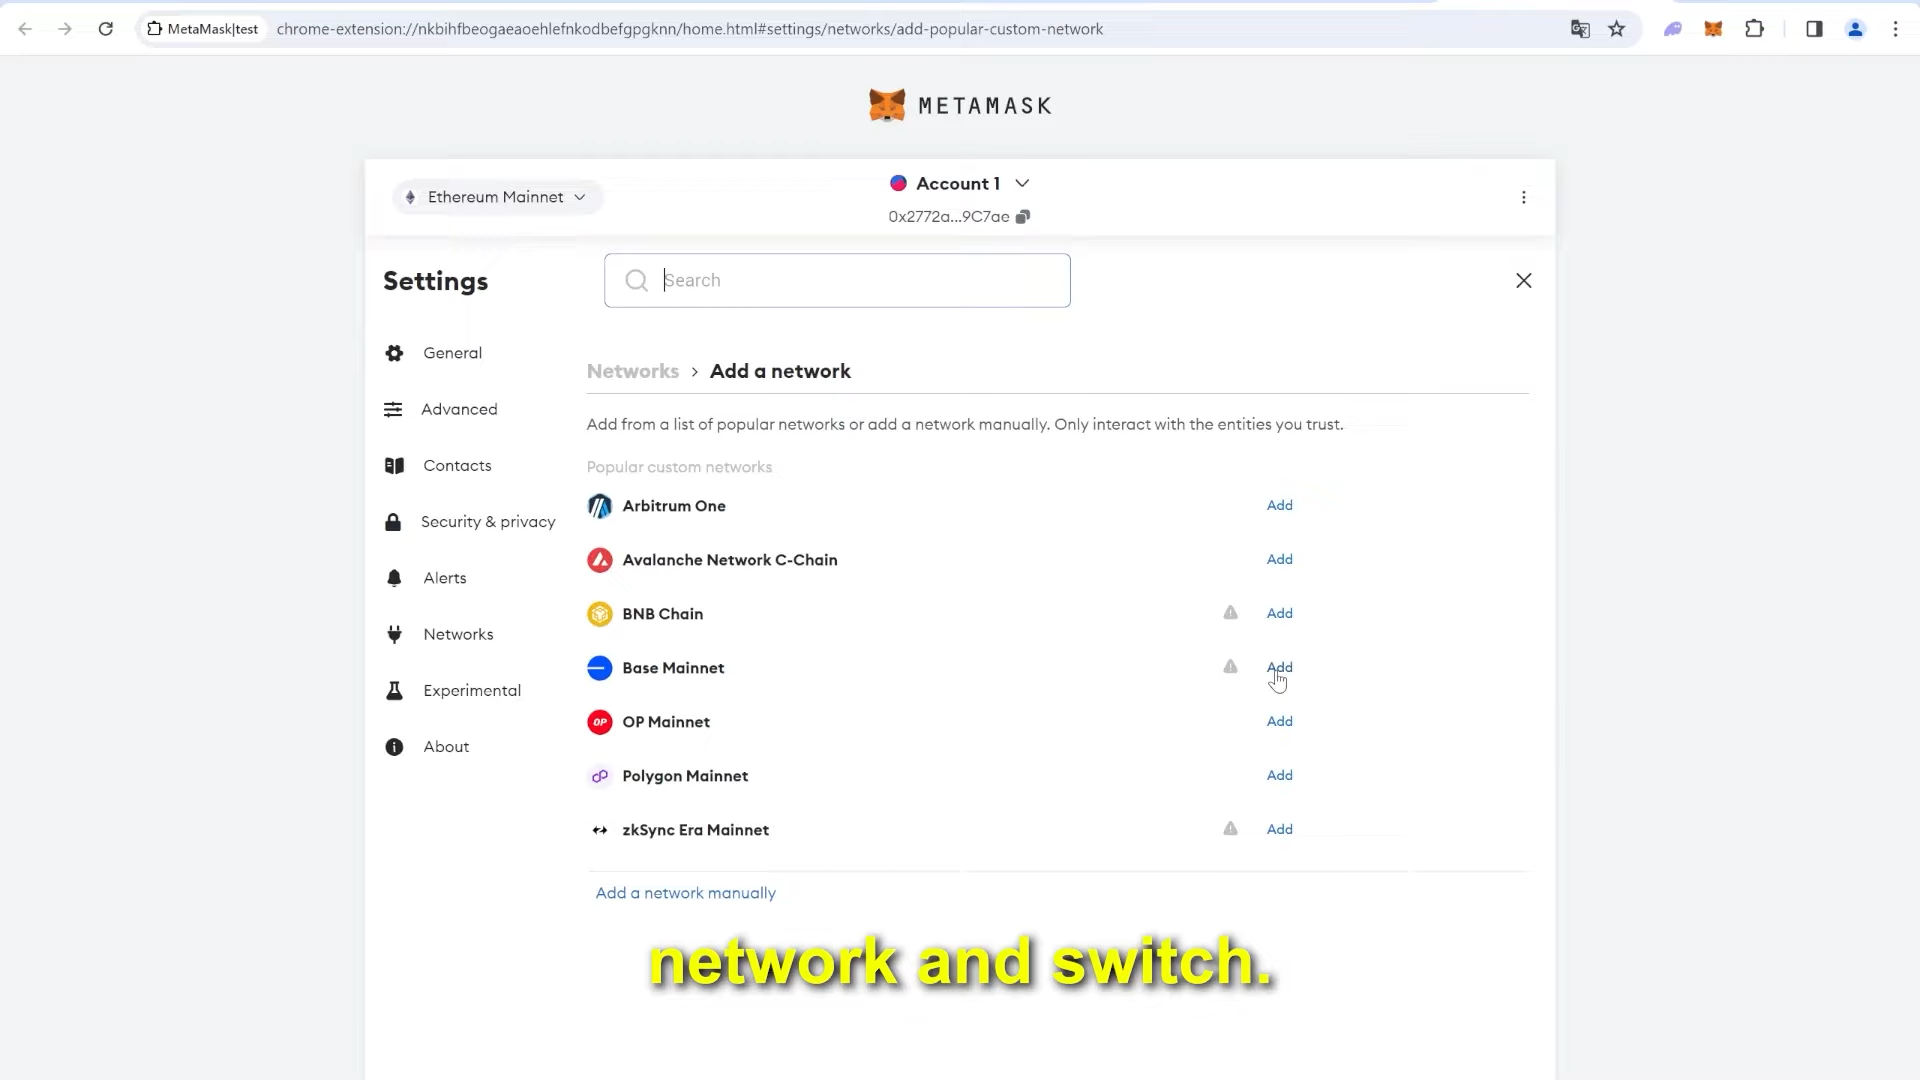 MetaMask|test
chrome-extension://nkbihfbeogaeaoehlefnkodbefgpgknn/home.html#settings/networks/add-popular-custom-network
METAMASK
Ethereum Mainnet
Account 1
0x2772a...9C7ae
Settings
Search
General
Advanced
Contacts
Security & privacy
Alerts
Networks
Experimental
About
Networks > Add a network
Add from a list of popular networks or add a network manually. Only interact with the entities you trust.
Popular custom networks
Arbitrum One Add
Avalanche Network C-Chain Add
BNB Chain Add
Base Mainnet Add
OP OP Mainnet Add
Polygon Mainnet Add
zkSync Era Mainnet Add
Add a network manually
network and switch.